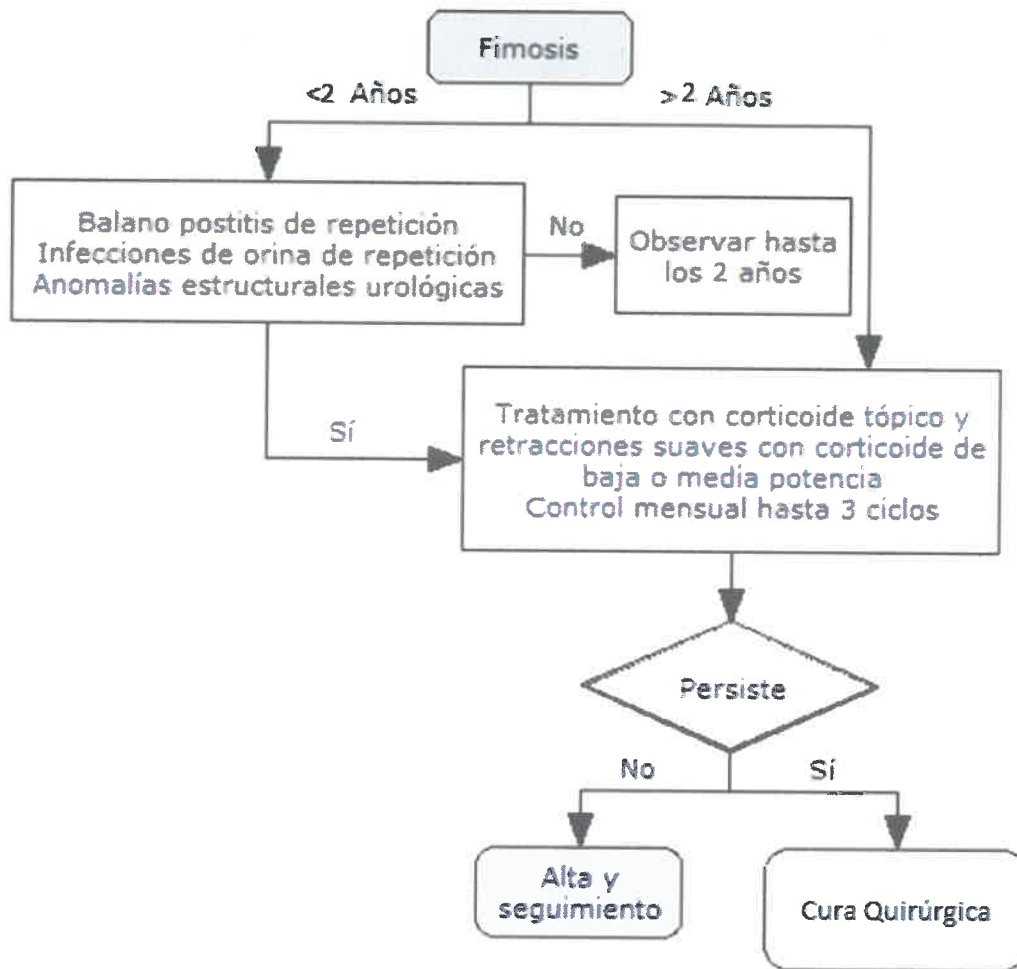 Fimosis
<2 Años
>2 Años
Balano postitis de repetición
Infecciones de orina de repetición
Anomalías estructurales urológicas
No
Observar hasta
los 2 años
Sí
Tratamiento con corticoide tópico y
retracciones suaves con corticoide de
baja o media potencia
Control mensual hasta 3 ciclos
Persiste
No
Sí
Alta y
seguimiento
Cura Quirúrgica